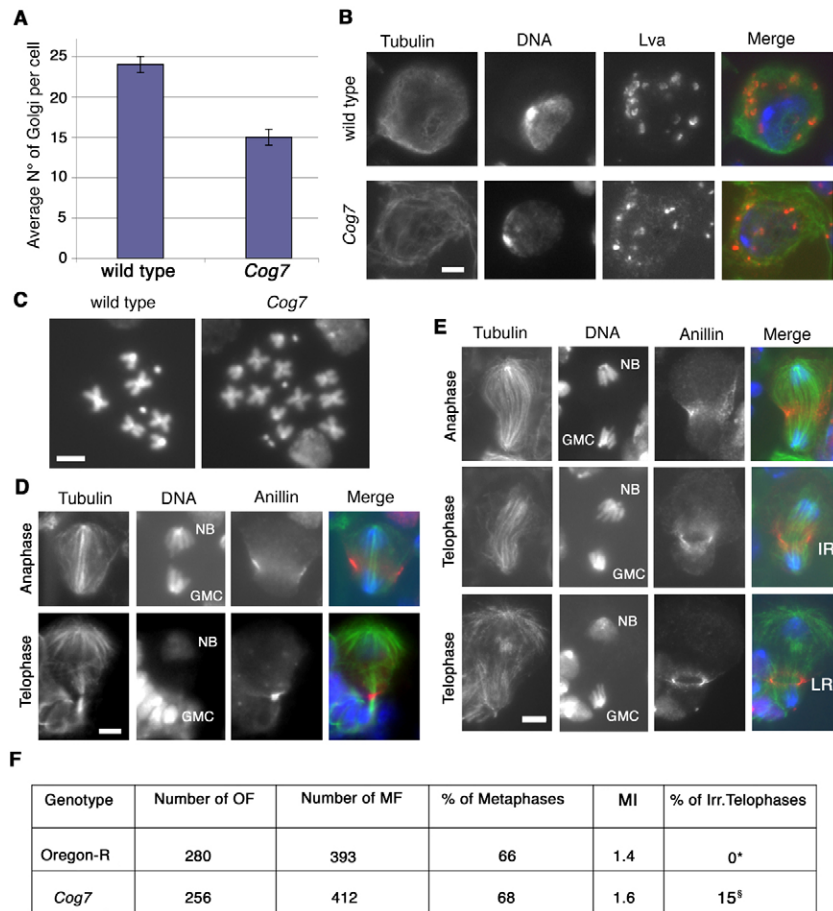 A
Average N° of Golgi per cell
25
20
15
10
5
0
wild type Cog7
B
Tubulin DNA Lva Merge
wild type
Cog7
C
wild type Cog7
D
Tubulin DNA Anillin Merge
Anaphase
NB
GMC
Telophase
NB
GMC
E
Tubulin DNA Anillin Merge
Anaphase
NB
GMC
Telophase
NB
GMC
IR
Telophase
NB
GMC
LR
F
Genotype Number of OF Number of MF % of Metaphases MI % of Irr.Telophases
Oregon-R 280 393 66 1.4 0*
Cog7 256 412 68 1.6 15§